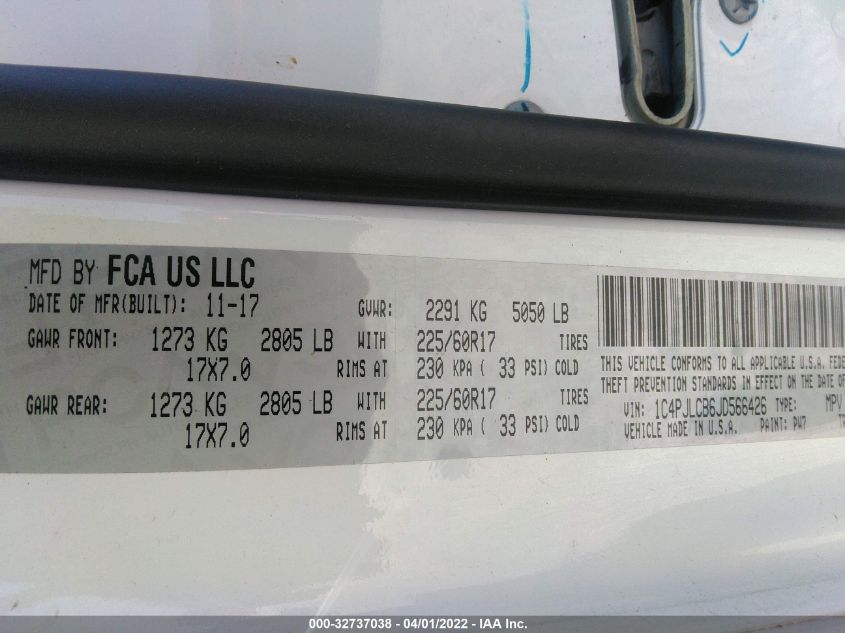 MFD BY FCA US LLC
DATE OF MFR(BUILT): 11-17 GVWR: 2291 KG 5050 LB
GAWR FRONT: 1273 KG 2805 LB WITH 225/60R17 TIRES
17X7.0 RIMS AT 230 KPA ( 33 PSI) COLD
GAWR REAR: 1273 KG 2805 LB WITH 225/60R17 TIRES
17X7.0 RIMS AT 230 KPA ( 33 PSI) COLD
THIS VEHICLE CONFORMS TO ALL APPLICABLE U.S.A. FEDE
THEFT PREVENTION STANDARDS IN EFFECT ON THE DATE OF
VIN: 1C4PJLCB6JD566426 TYPE: MPV
VEHICLE MADE IN U.S.A. PAINT: PW7
000-32737038 - 04/01/2022 - IAA Inc.